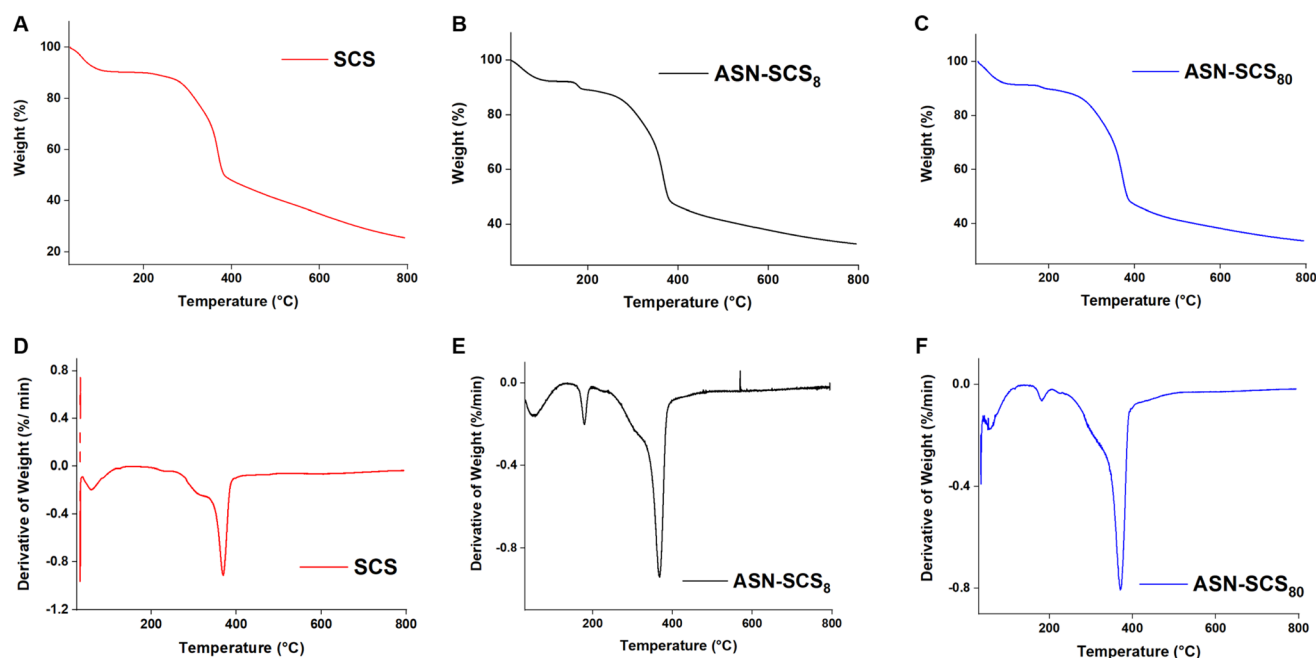 A
SCS
Weight (%)
100
80
60
40
20
200
400
600
800
Temperature (°C)
B
ASN-SCS₈
Weight (%)
100
80
60
40
200
400
600
800
Temperature (°C)
C
ASN-SCS₈₀
Weight (%)
100
80
60
40
200
400
600
800
Temperature (°C)
D
SCS
Derivative of Weight (%/ min)
0.8
0.4
0.0
-0.4
-0.8
-1.2
200
400
600
800
Temperature (°C)
E
ASN-SCS₈
Derivative of Weight (%/min)
0.0
-0.4
-0.8
200
400
600
800
Temperature (°C)
F
ASN-SCS₈₀
Derivative of Weight (%/min)
0.0
-0.4
-0.8
200
400
600
800
Temperature (°C)